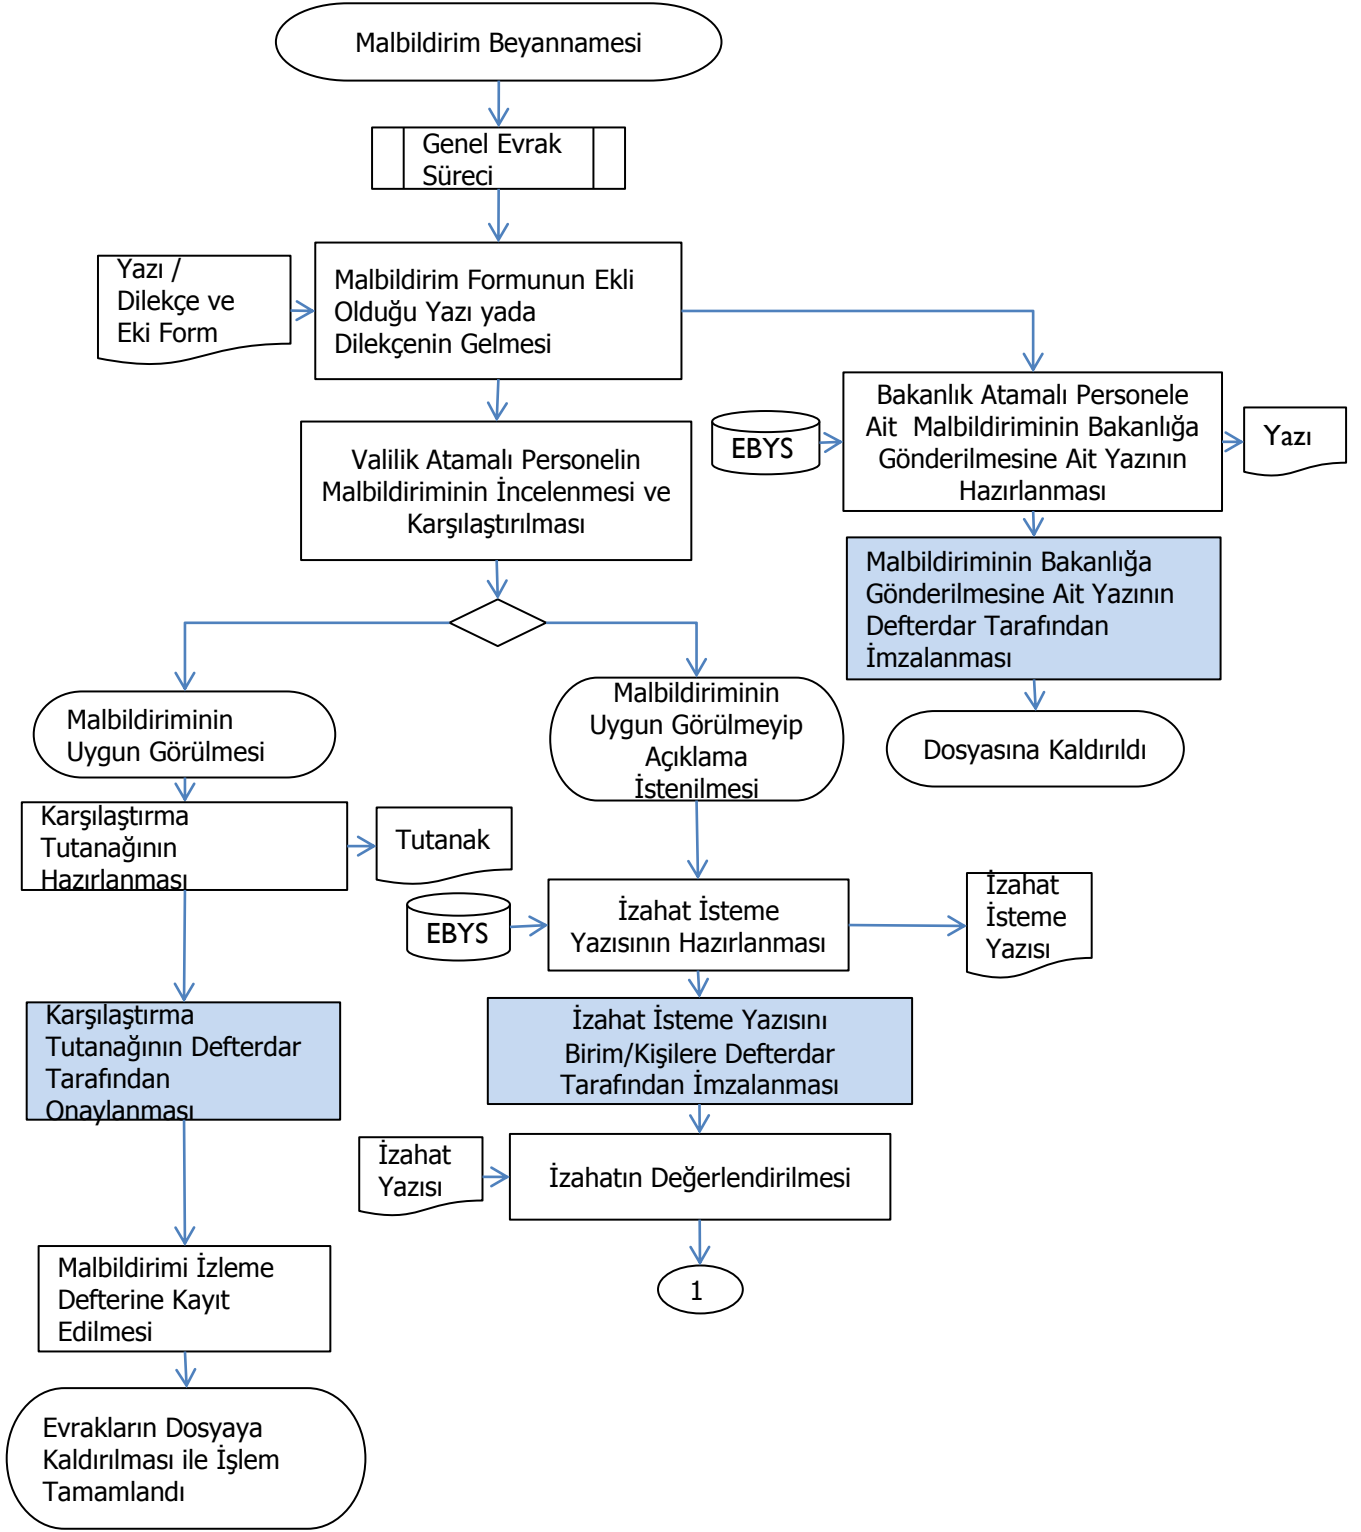 Malbildirim Beyannamesi
Genel Evrak
Süreci
Yazı /
Dilekçe ve
Eki Form
Malbildirim Formunun Ekli
Olduğu Yazı yada
Dilekçenin Gelmesi
Bakanlık Atamalı Personele
Ait  Malbildiriminin Bakanlığa
Gönderilmesine Ait Yazının
Hazırlanması
EBYS
Yazı
Valilik Atamalı Personelin
Malbildiriminin İncelenmesi ve
Karşılaştırılması
Malbildiriminin Bakanlığa
Gönderilmesine Ait Yazının
Defterdar Tarafından
İmzalanması
Malbildiriminin
Uygun Görülmesi
Malbildiriminin
Uygun Görülmeyip
Açıklama
İstenilmesi
Dosyasına Kaldırıldı
Karşılaştırma
Tutanağının
Hazırlanması
Tutanak
EBYS
İzahat İsteme
Yazısının Hazırlanması
İzahat
İsteme
Yazısı
Karşılaştırma
Tutanağının Defterdar
Tarafından
Onaylanması
İzahat İsteme Yazısını
Birim/Kişilere Defterdar
Tarafından İmzalanması
İzahat
Yazısı
İzahatın Değerlendirilmesi
1
Malbildirimi İzleme
Defterine Kayıt
Edilmesi
Evrakların Dosyaya
Kaldırılması ile İşlem
Tamamlandı